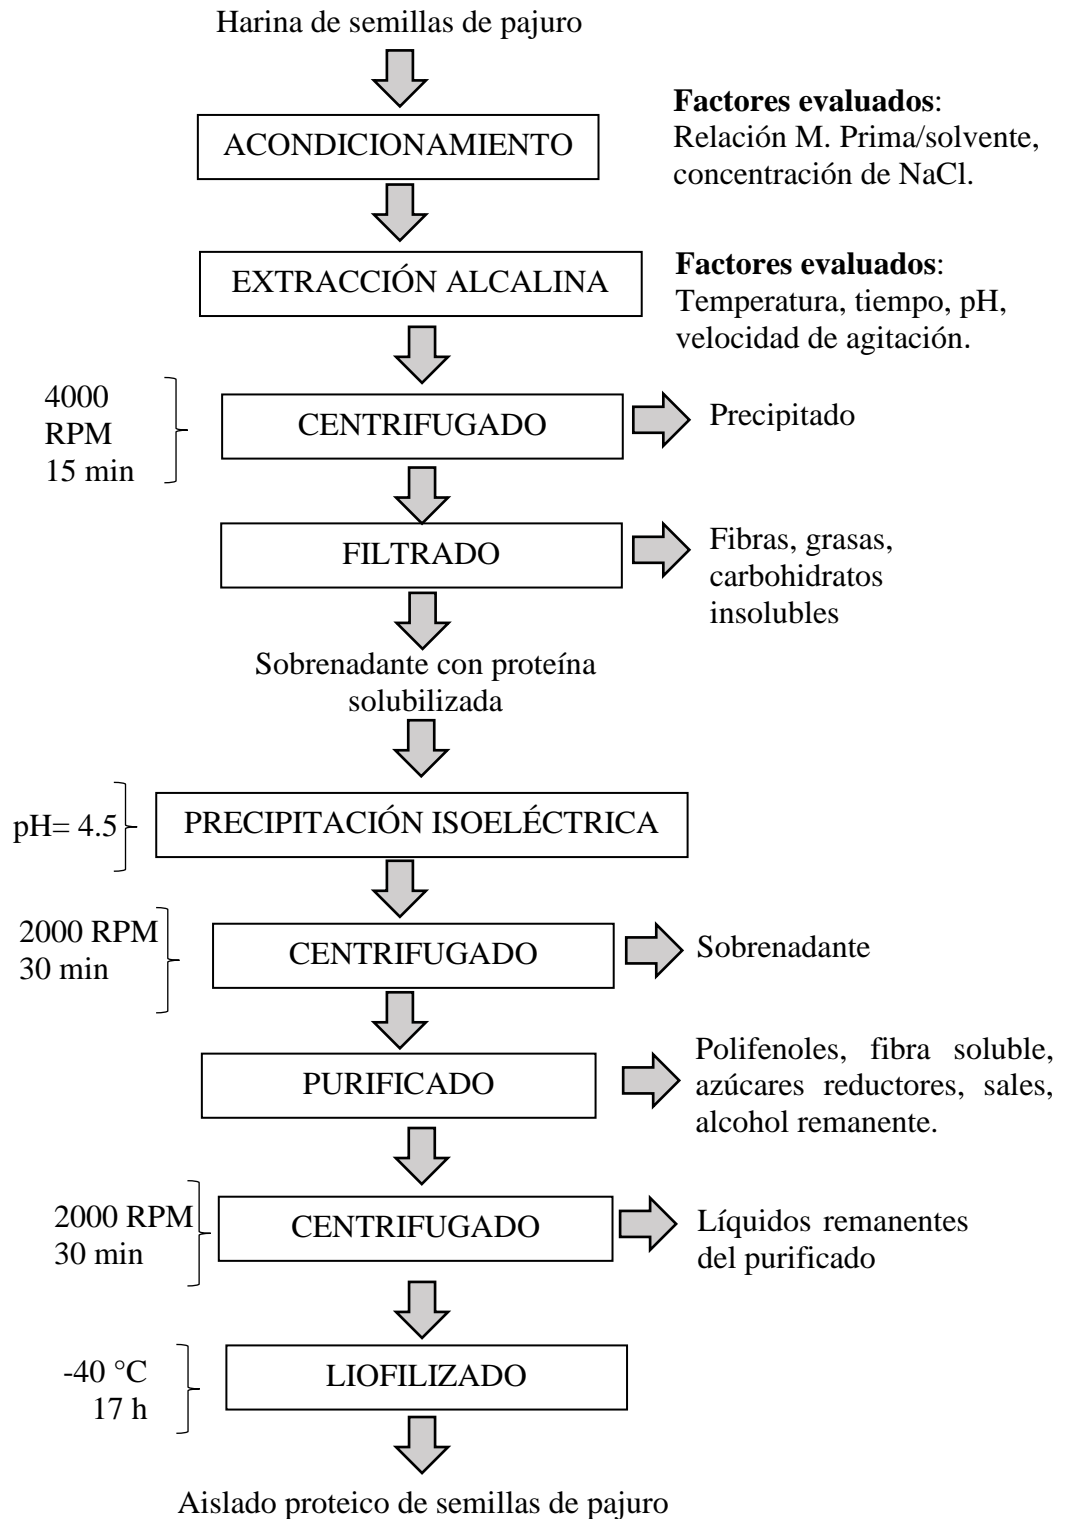 Harina de semillas de pajuro
ACONDICIONAMIENTO
Factores evaluados:
Relación M. Prima/solvente,
concentración de NaCl.
EXTRACCIÓN ALCALINA
Factores evaluados:
Temperatura, tiempo, pH,
velocidad de agitación.
4000
RPM
15 min
CENTRIFUGADO
Precipitado
FILTRADO
Fibras, grasas,
carbohidratos
insolubles
Sobrenadante con proteína
solubilizada
pH= 4.5
PRECIPITACIÓN ISOELÉCTRICA
2000 RPM
30 min
CENTRIFUGADO
Sobrenadante
PURIFICADO
Polifenoles, fibra soluble,
azúcares reductores, sales,
alcohol remanente.
2000 RPM
30 min
CENTRIFUGADO
Líquidos remanentes
del purificado
-40 °C
17 h
LIOFILIZADO
Aislado proteico de semillas de pajuro